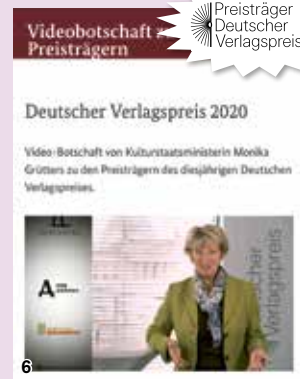 Preisträger
Deutscher
Verlagspreis
Videobotschaft
Preisträgern
Deutscher Verlagspreis 2020
Video-Botschaft von Kulturstaatsministerin Monika
Grütters zu den Preisträgern des diesjährigen Deutschen
Verlagspreises.
Verlagspreis
6